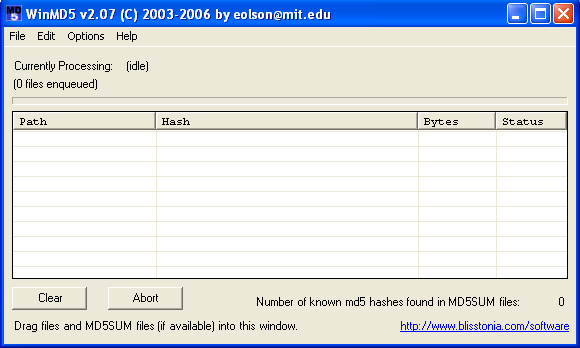 MD5 WinMD5 v2.07 (C) 2003-2006 by eolson@mit.edu
File Edit Options Help
Currently Processing: (idle)
(0 files enqueued)
Path Hash Bytes Status
Clear Abort Number of known md5 hashes found in MD5SUM files: 0
Drag files and MD5SUM files (if available) into this window. http://www.blisstonia.com/software